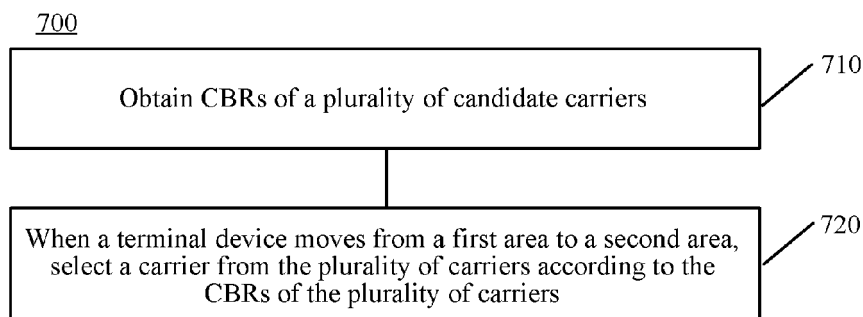 700
Obtain CBRs of a plurality of candidate carriers
710
When a terminal device moves from a first area to a second area,
select a carrier from the plurality of carriers according to the
CBRs of the plurality of carriers
720